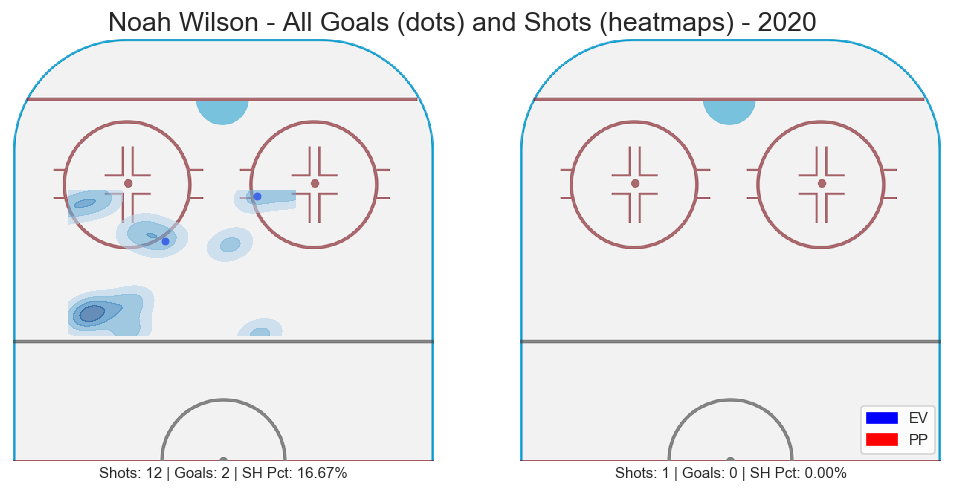 Noah Wilson - All Goals (dots) and Shots (heatmaps) - 2020
EV
PP
Shots: 12 | Goals: 2 | SH Pct: 16.67%
Shots: 1 | Goals: 0 | SH Pct: 0.00%